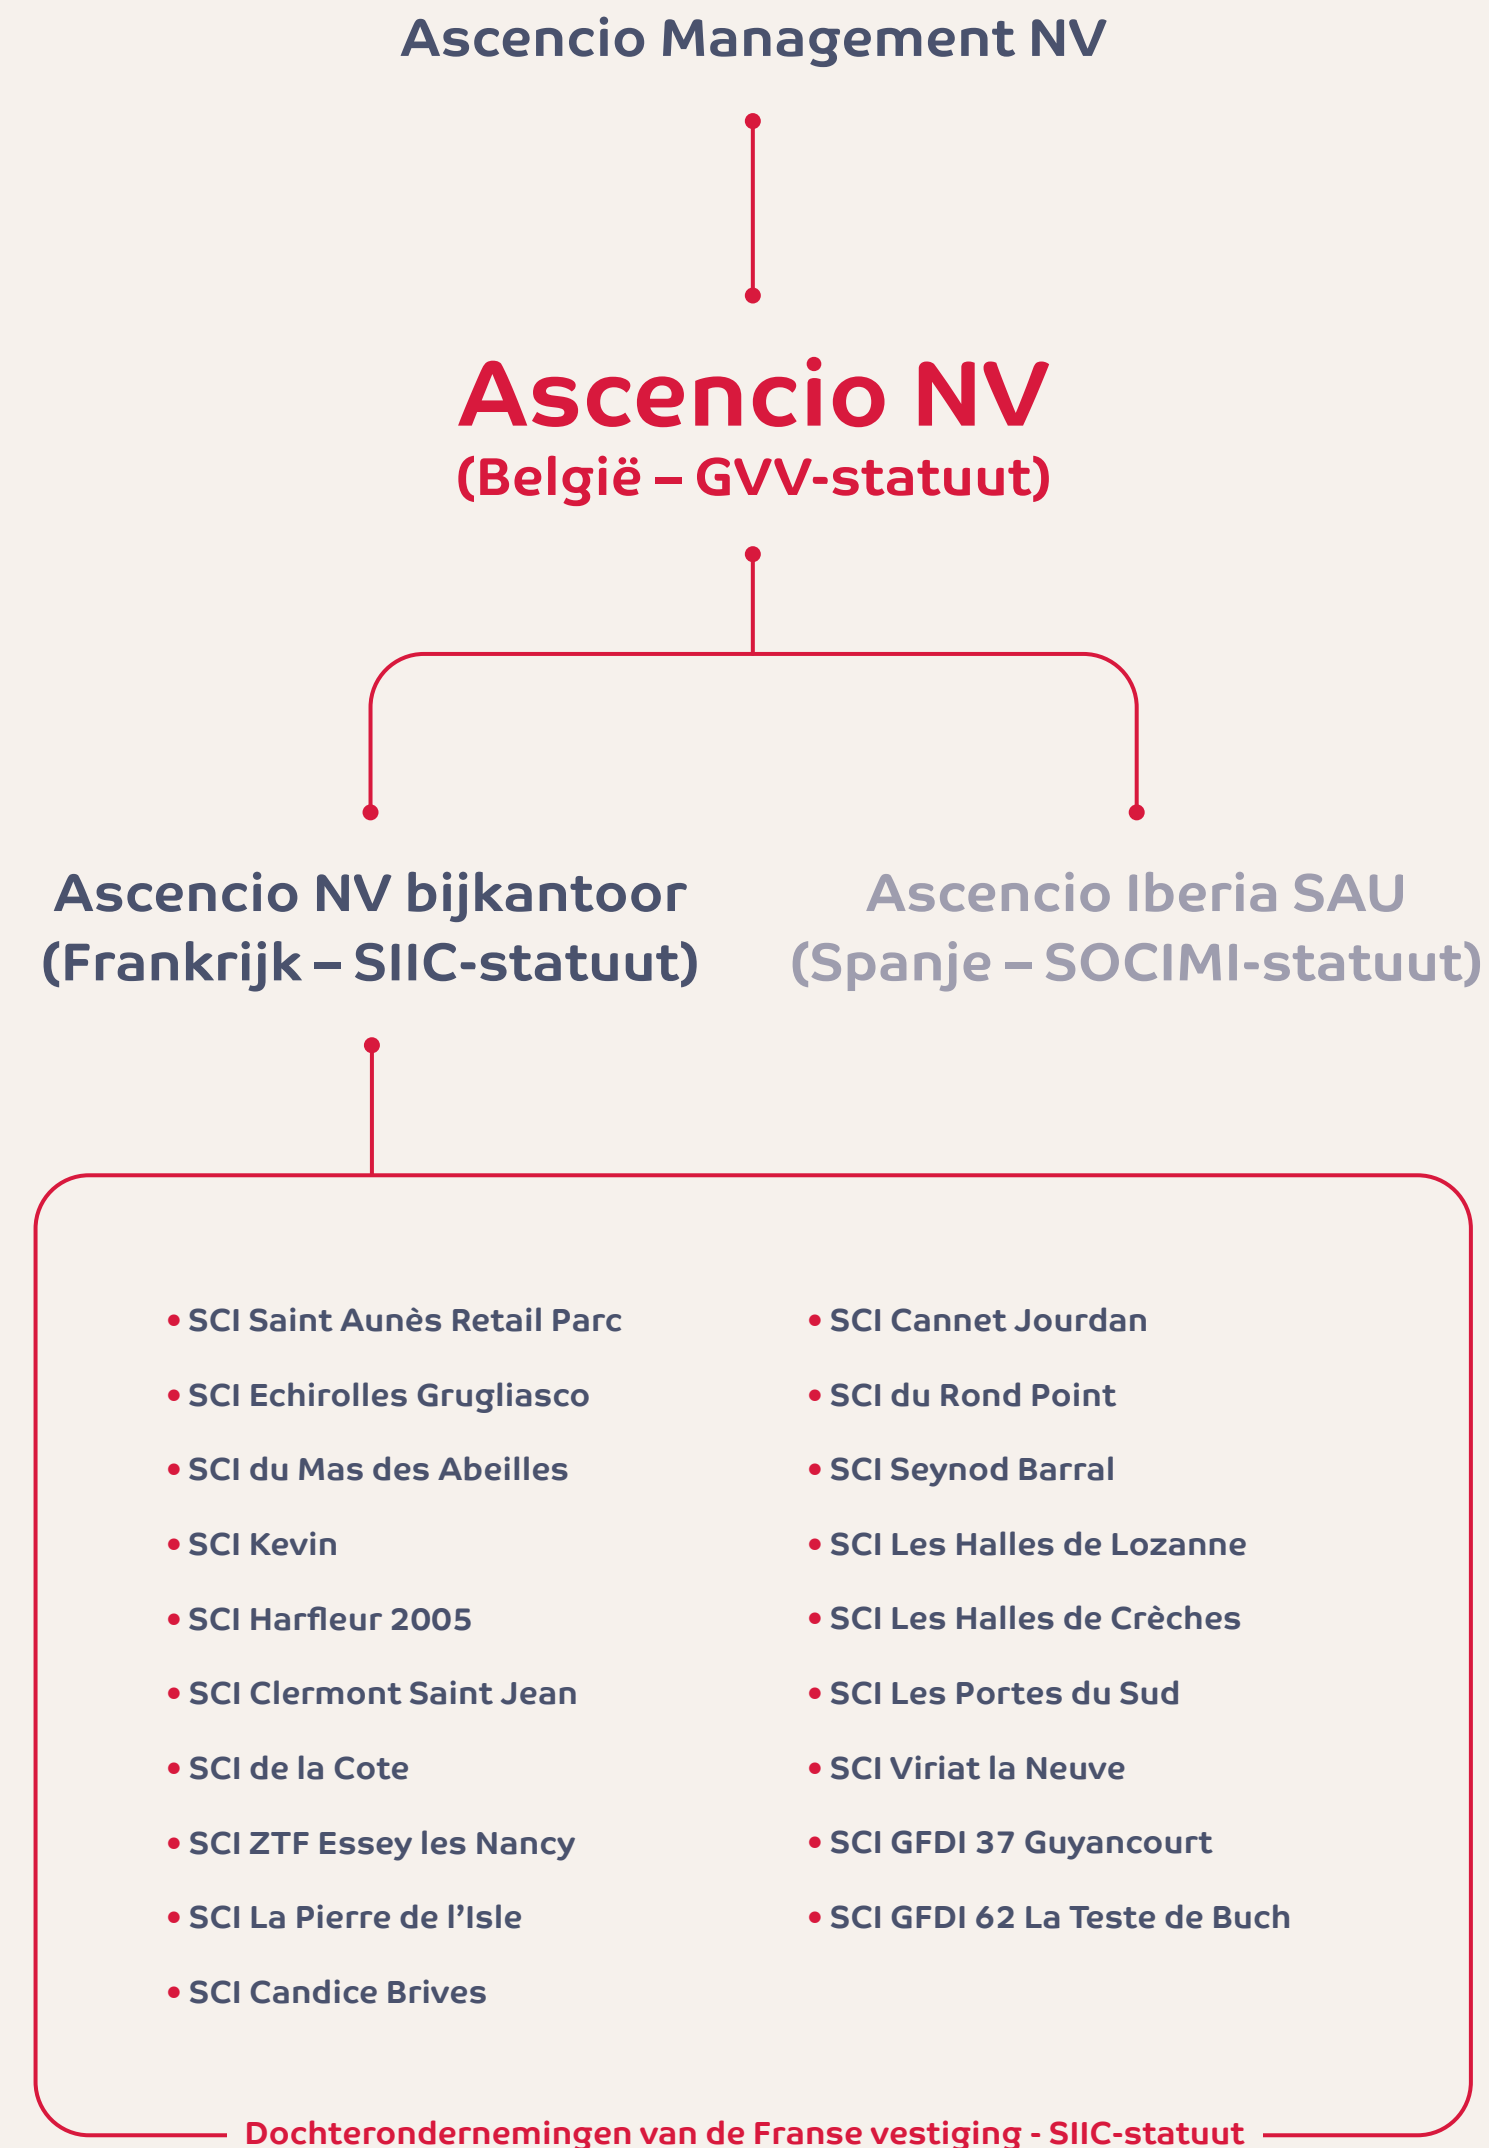 Ascencio Management NV
Ascencio NV
(België – GVV-statuut)
Ascencio NV bijkantoor
(Frankrijk – SIIC-statuut)
Ascencio Iberia SAU
(Spanje – SOCIMI-statuut)
• SCI Saint Aunès Retail Parc
• SCI Echirolles Grugliasco
• SCI du Mas des Abeilles
• SCI Kevin
• SCI Harfleur 2005
• SCI Clermont Saint Jean
• SCI de la Cote
• SCI ZTF Essey les Nancy
• SCI La Pierre de l’Isle
• SCI Candice Brives
• SCI Cannet Jourdan
• SCI du Rond Point
• SCI Seynod Barral
• SCI Les Halles de Lozanne
• SCI Les Halles de Crèches
• SCI Les Portes du Sud
• SCI Viriat la Neuve
• SCI GFDI 37 Guyancourt
• SCI GFDI 62 La Teste de Buch
Dochterondernemingen van de Franse vestiging - SIIC-statuut